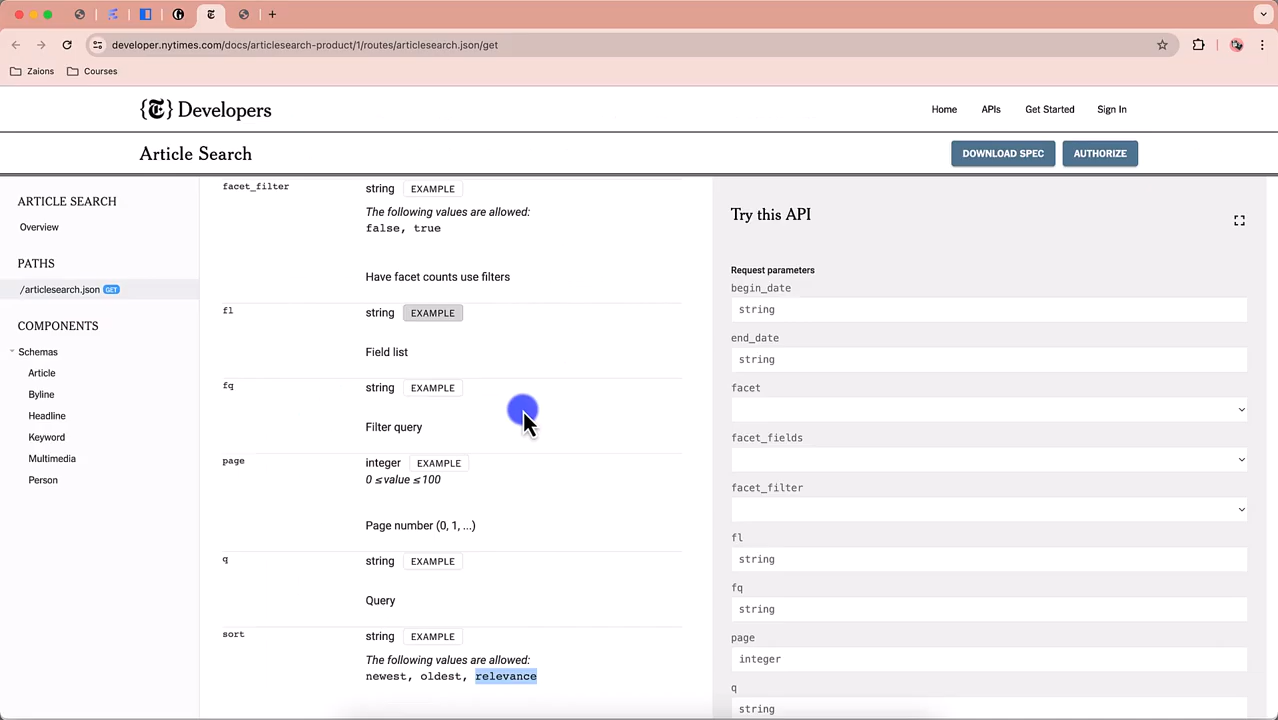 developer.nytimes.com/docs/articlesearch-product/1/routes/articlesearch.json/get
Zaions
Courses
{T} Developers
Home
APIs
Get Started
Sign In
Article Search
DOWNLOAD SPEC
AUTHORIZE
ARTICLE SEARCH
Overview
PATHS
/articlesearch.json GET
COMPONENTS
Schemas
Article
Byline
Headline
Keyword
Multimedia
Person
facet_filter
string EXAMPLE
The following values are allowed:
false, true
Have facet counts use filters
fl
string EXAMPLE
Field list
fq
string EXAMPLE
Filter query
page
integer EXAMPLE
0 ≤ value ≤ 100
Page number (0, 1, ...)
q
string EXAMPLE
Query
sort
string EXAMPLE
The following values are allowed:
newest, oldest, relevance
Try this API
Request parameters
begin_date
string
end_date
string
facet
facet_fields
facet_filter
fl
string
fq
string
page
integer
q
string